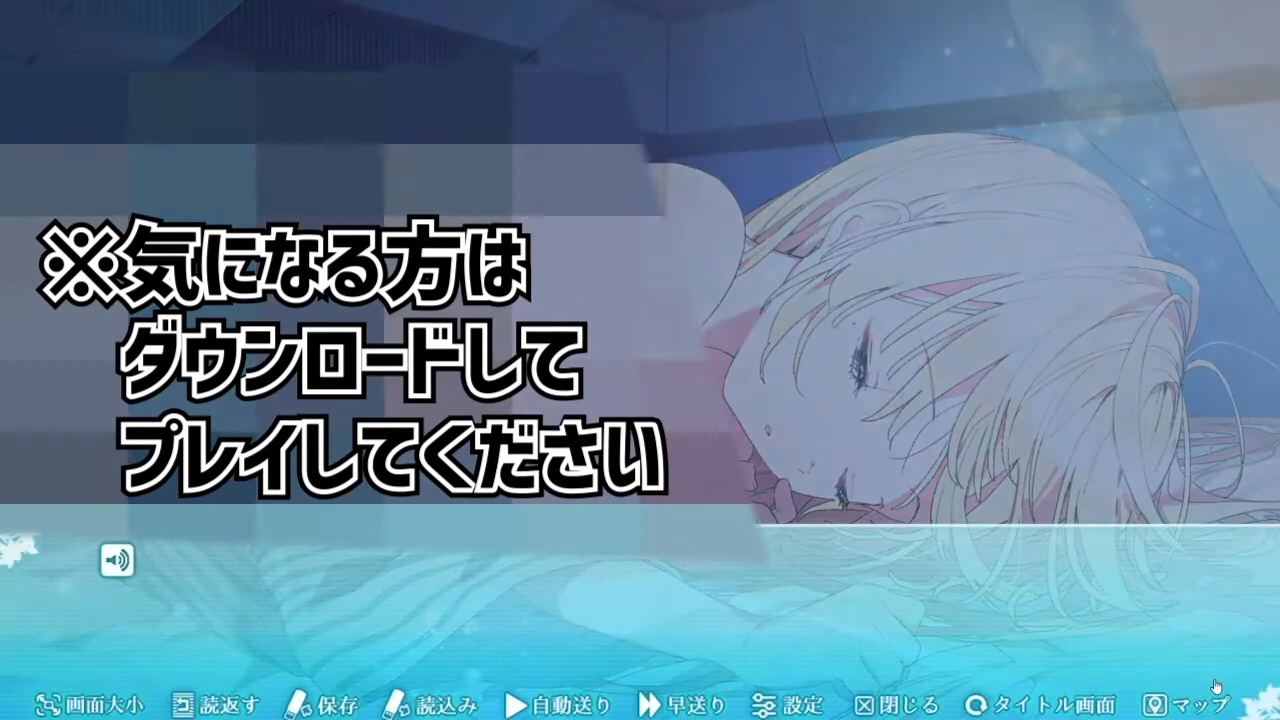 ※気になる方は
ダウンロードして
プレイしてください
画面大小 読返す 保存 読込み 自動送り 早送り 設定 閉じる タイトル画面 マップ